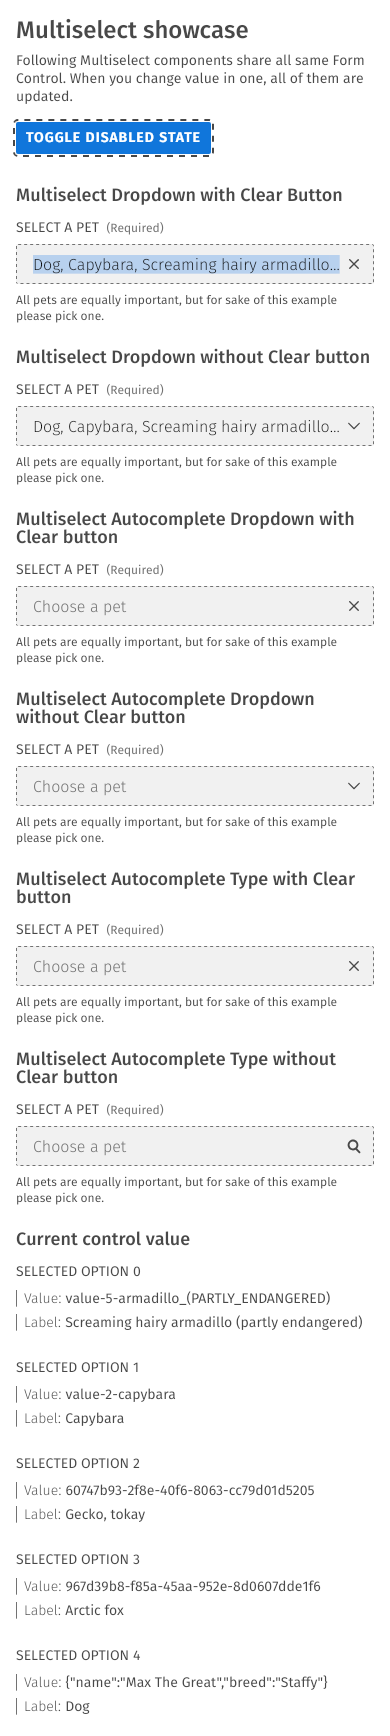 Multiselect showcase
Following Multiselect components share all same Form
Control. When you change value in one, all of them are
updated.
TOGGLE DISABLED STATE
Multiselect Dropdown with Clear Button
SELECT A PET (Required)
Dog, Capybara, Screaming hairy armadillo...
All pets are equally important, but for sake of this example
please pick one.
Multiselect Dropdown without Clear button
SELECT A PET (Required)
Dog, Capybara, Screaming hairy armadillo...
All pets are equally important, but for sake of this example
please pick one.
Multiselect Autocomplete Dropdown with
Clear button
SELECT A PET (Required)
Choose a pet
All pets are equally important, but for sake of this example
please pick one.
Multiselect Autocomplete Dropdown
without Clear button
SELECT A PET (Required)
Choose a pet
All pets are equally important, but for sake of this example
please pick one.
Multiselect Autocomplete Type with Clear
button
SELECT A PET (Required)
Choose a pet
All pets are equally important, but for sake of this example
please pick one.
Multiselect Autocomplete Type without
Clear button
SELECT A PET (Required)
Choose a pet
All pets are equally important, but for sake of this example
please pick one.
Current control value
SELECTED OPTION 0
Value: value-5-armadillo_(PARTLY_ENDANGERED)
Label: Screaming hairy armadillo (partly endangered)
SELECTED OPTION 1
Value: value-2-capybara
Label: Capybara
SELECTED OPTION 2
Value: 60747b93-2f8e-40f6-8063-cc79d01d5205
Label: Gecko, tokay
SELECTED OPTION 3
Value: 967d39b8-f85a-45aa-952e-8d0607dde1f6
Label: Arctic fox
SELECTED OPTION 4
Value: {"name":"Max The Great","breed":"Staffy"}
Label: Dog